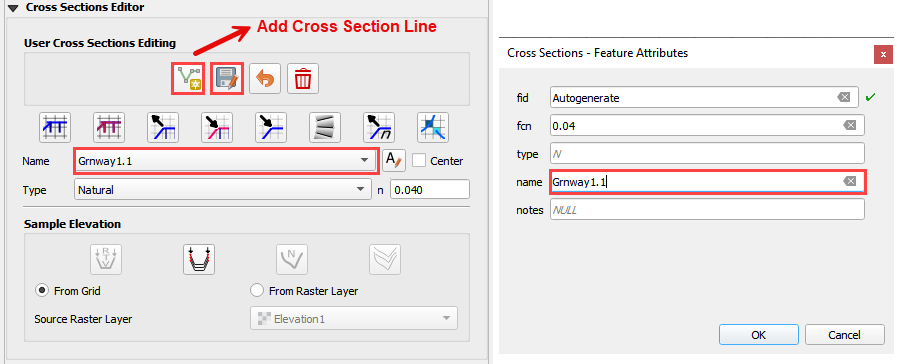 Cross Sections Editor
Add Cross Section Line
User Cross Sections Editing
Name Grnway1.1 A Center
Type Natural n 0.040
Sample Elevation
R T W N
From Grid From Raster Layer
Source Raster Layer Elevation1
Cross Sections - Feature Attributes x
fid Autogenerate
fcn 0.04
type N
name Grnway1.1
notes NULL
OK Cancel